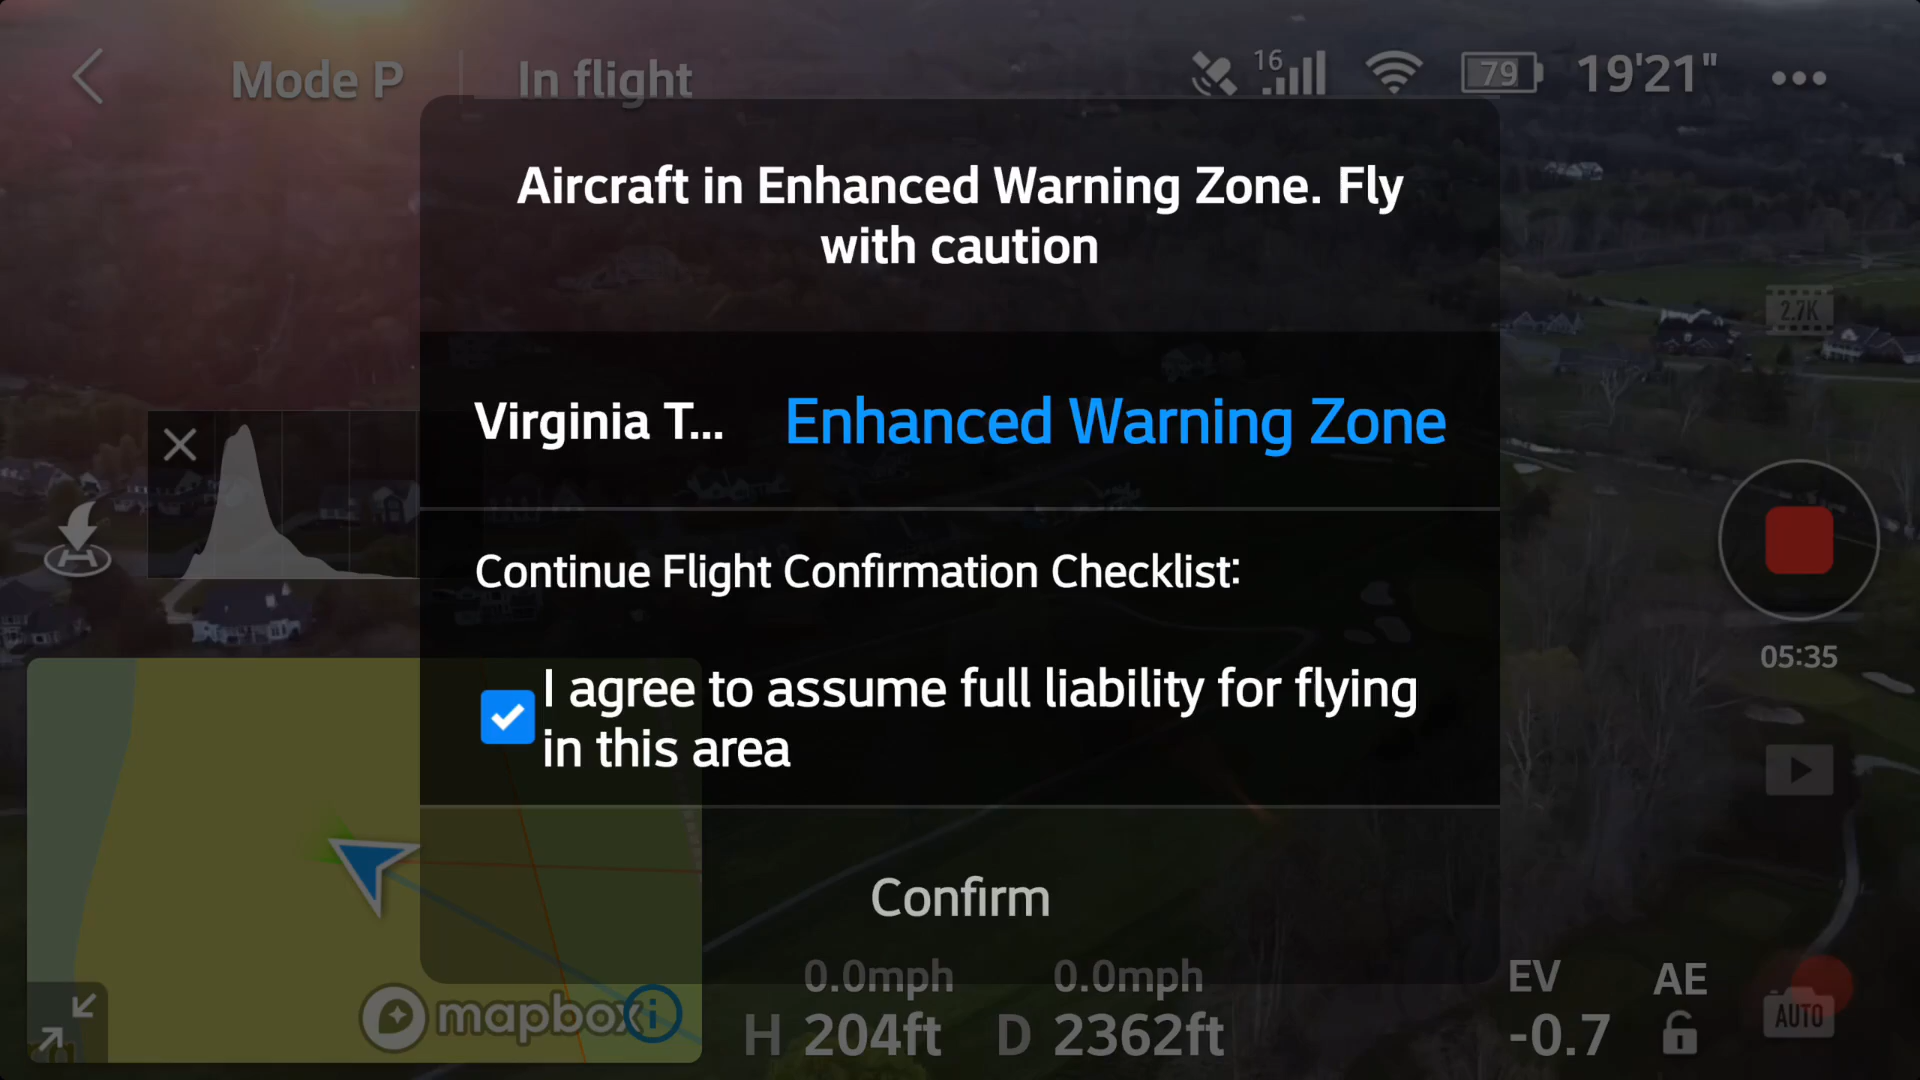 Mode P
In flight
16
79
19'21"
Aircraft in Enhanced Warning Zone. Fly
with caution
2.7K
Virginia T...
Enhanced Warning Zone
Continue Flight Confirmation Checklist:
I agree to assume full liability for flying
in this area
05:35
Confirm
mapbox
0.0mph
0.0mph
H 204ft
D 2362ft
EV
-0.7
AE
AUTO